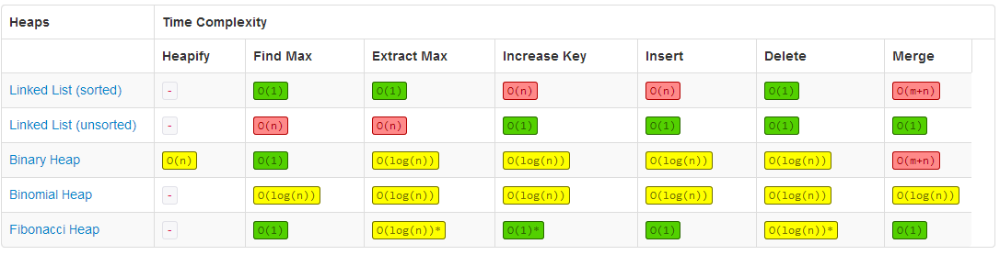 Heaps Time Complexity
Heapify Find Max Extract Max Increase Key Insert Delete Merge
Linked List (sorted) - O(1) O(1) O(n) O(n) O(1) O(m+n)
Linked List (unsorted) - O(n) O(n) O(1) O(1) O(1) O(1)
Binary Heap O(n) O(1) O(log(n)) O(log(n)) O(log(n)) O(log(n)) O(m+n)
Binomial Heap - O(log(n)) O(log(n)) O(log(n)) O(log(n)) O(log(n)) O(log(n))
Fibonacci Heap - O(1) O(log(n))* O(1)* O(1) O(log(n))* O(1)